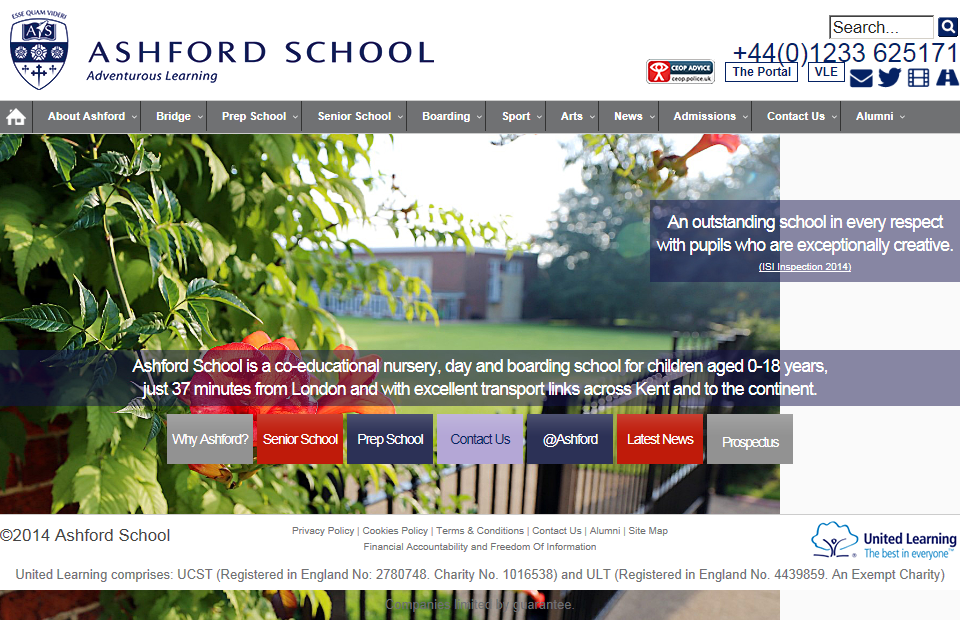 ESSE QUAM VIDERI
A S
ASHFORD SCHOOL
Adventurous Learning
Search...
+44(0)1233 625171
CEOP ADVICE
ceop.police.uk
The Portal
VLE
About Ashford
Bridge
Prep School
Senior School
Boarding
Sport
Arts
News
Admissions
Contact Us
Alumni
An outstanding school in every respect
with pupils who are exceptionally creative.
(ISI Inspection 2014)
Ashford School is a co-educational nursery, day and boarding school for children aged 0-18 years,
just 37 minutes from London and with excellent transport links across Kent and to the continent.
Why Ashford?
Senior School
Prep School
Contact Us
@Ashford
Latest News
Prospectus
©2014 Ashford School
Privacy Policy | Cookies Policy | Terms & Conditions | Contact Us | Alumni | Site Map
Financial Accountability and Freedom Of Information
United Learning
The best in everyone™
United Learning comprises: UCST (Registered in England No: 2780748. Charity No. 1016538) and ULT (Registered in England No. 4439859. An Exempt Charity)
Companies limited by guarantee.